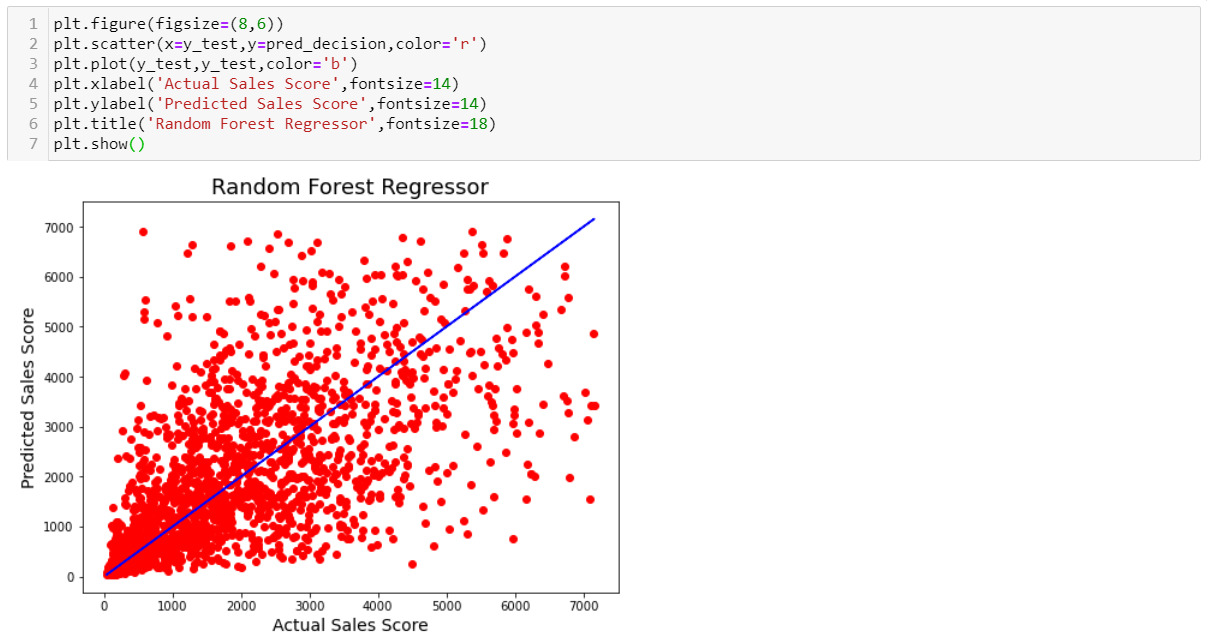 1 plt.figure(figsize=(8,6))
2 plt.scatter(x=y_test,y=pred_decision,color='r')
3 plt.plot(y_test,y_test,color='b')
4 plt.xlabel('Actual Sales Score',fontsize=14)
5 plt.ylabel('Predicted Sales Score',fontsize=14)
6 plt.title('Random Forest Regressor',fontsize=18)
7 plt.show()
Random Forest Regressor
Predicted Sales Score
7000
6000
5000
4000
3000
2000
1000
0
0 1000 2000 3000 4000 5000 6000 7000
Actual Sales Score